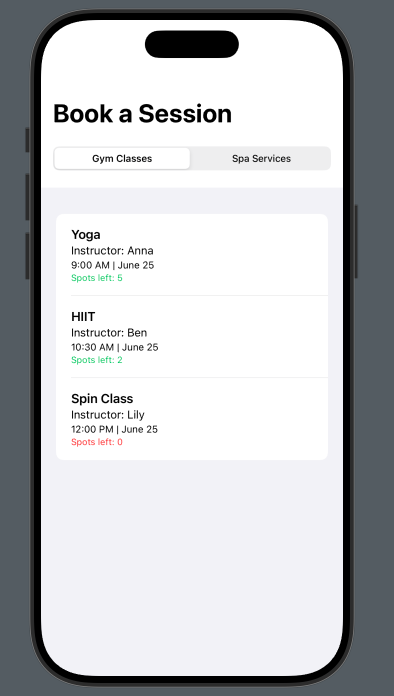 Book a Session
Gym Classes
Spa Services
Yoga
Instructor: Anna
9:00 AM | June 25
Spots left: 5
HIIT
Instructor: Ben
10:30 AM | June 25
Spots left: 2
Spin Class
Instructor: Lily
12:00 PM | June 25
Spots left: 0